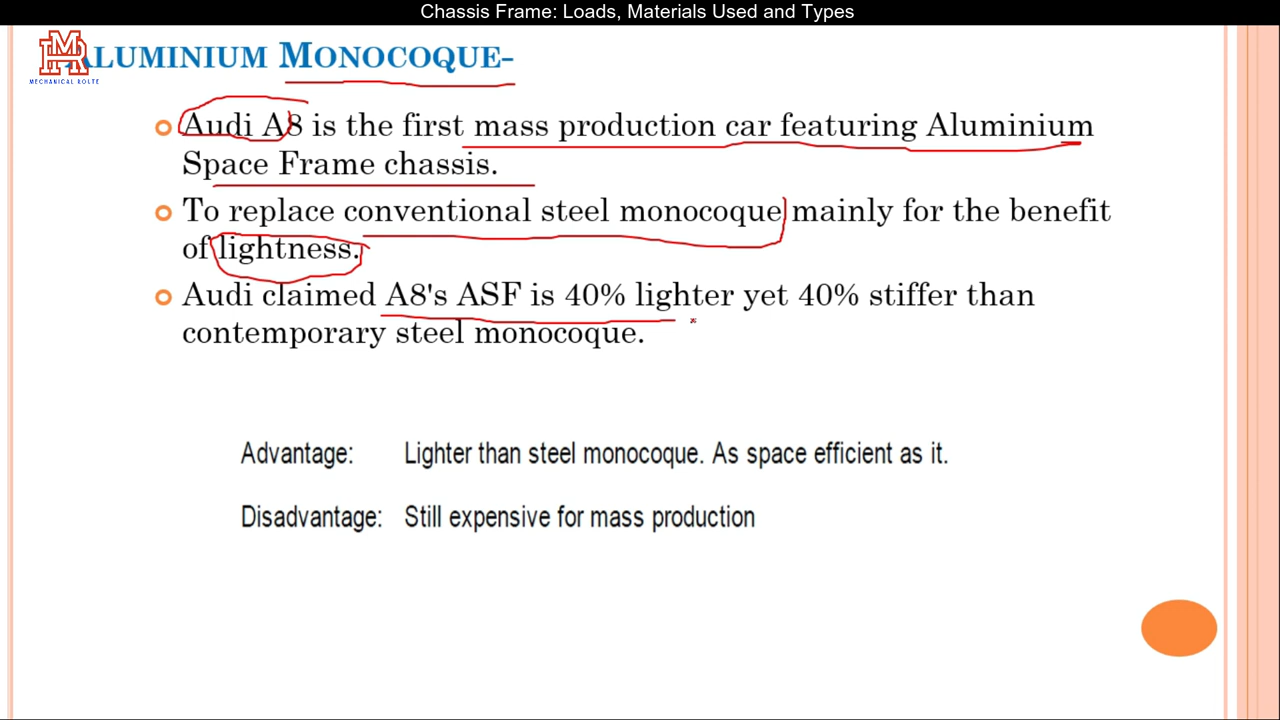 Chassis Frame: Loads, Materials Used and Types
ALUMINIUM MONOCOQUE-
MECHANICAL KOLTE
Audi A8 is the first mass production car featuring Aluminium
Space Frame chassis.
To replace conventional steel monocoque mainly for the benefit
of lightness.
Audi claimed A8's ASF is 40% lighter yet 40% stiffer than
contemporary steel monocoque.
Advantage: Lighter than steel monocoque. As space efficient as it.
Disadvantage: Still expensive for mass production